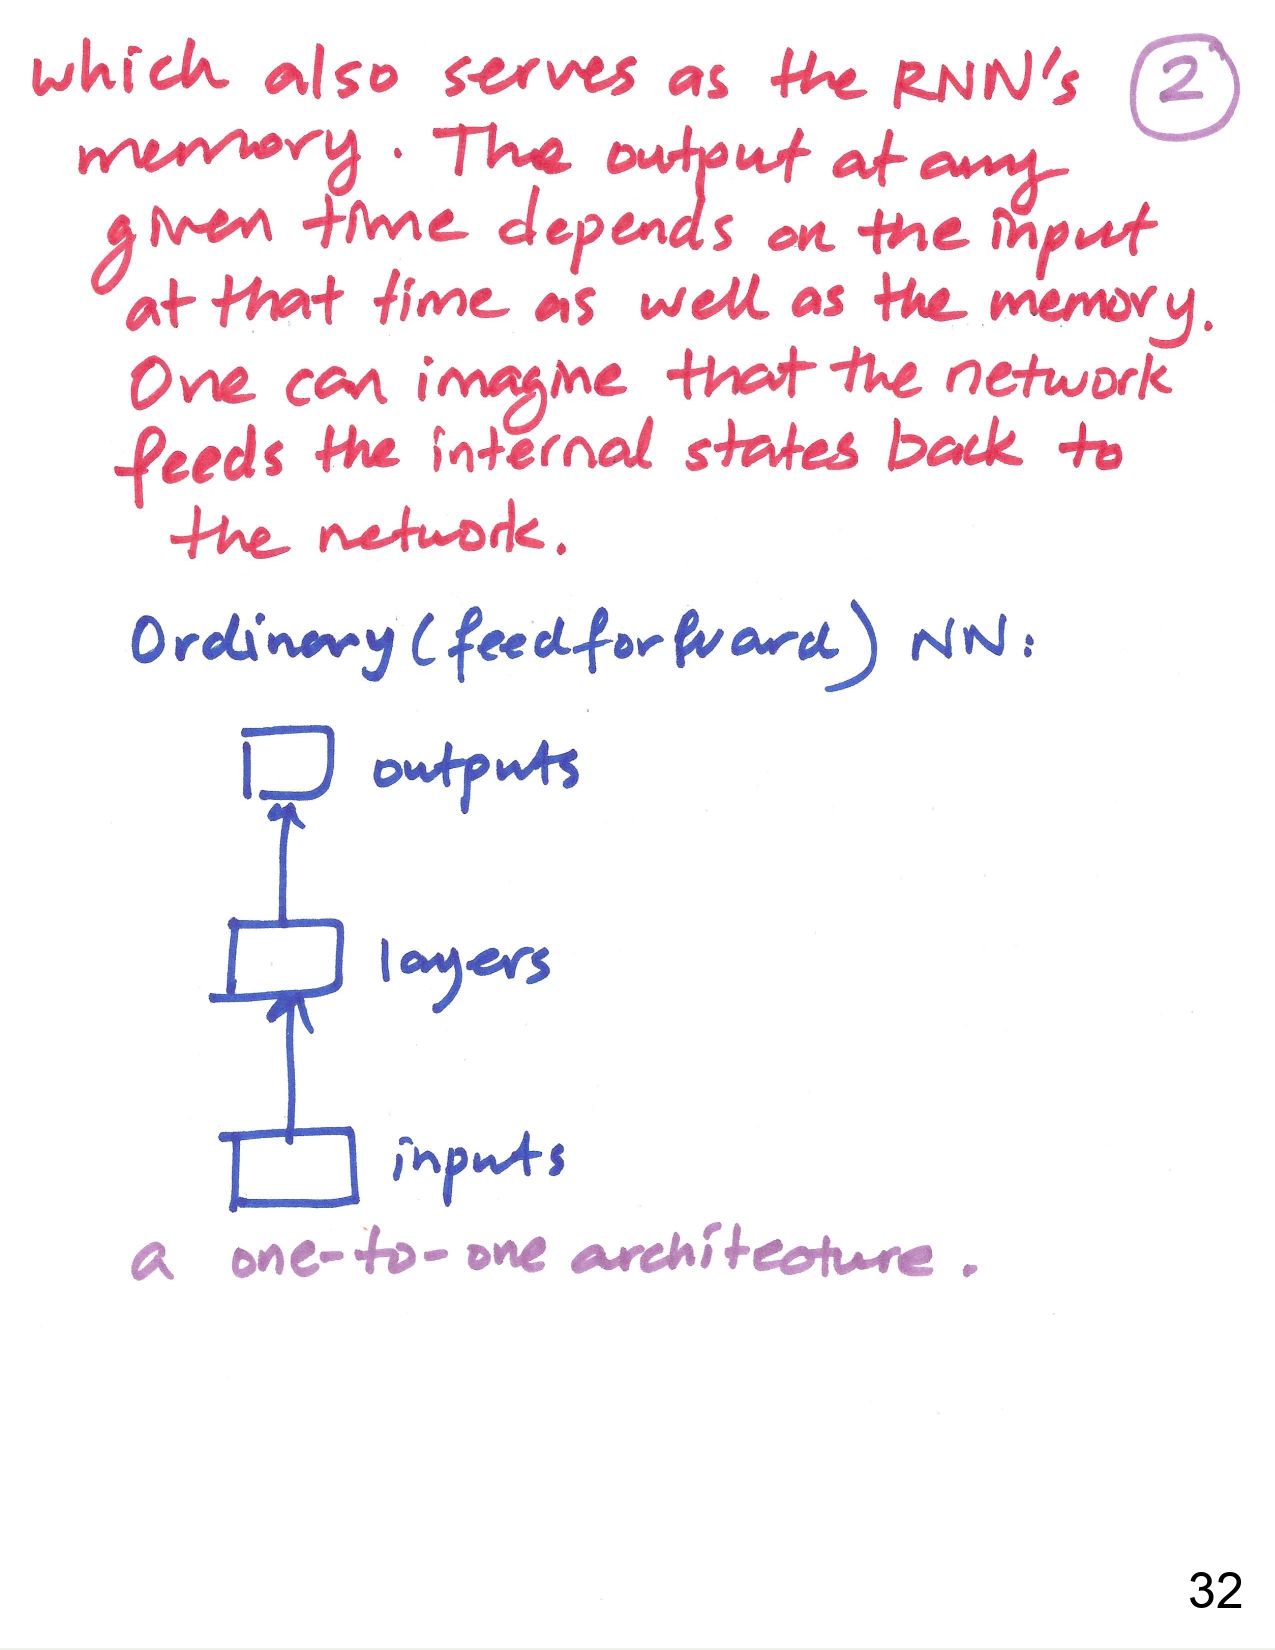 which also serves as the RNN's 2
memory. The output at any
given time depends on the input
at that time as well as the memory.
One can imagine that the network
feeds the internal states back to
the network.
Ordinary (feedforward) NN:
outputs
layers
inputs
a one-to-one architecture.
32